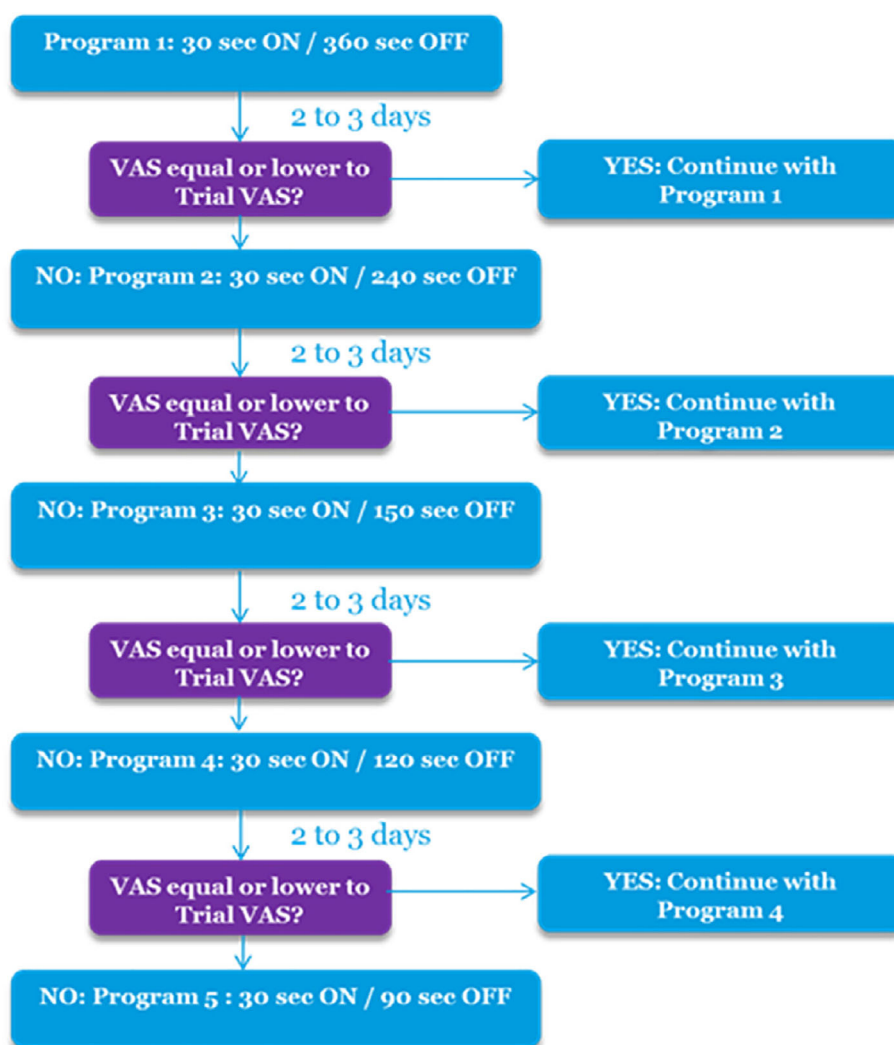 Program 1: 30 sec ON / 360 sec OFF
2 to 3 days
VAS equal or lower to
Trial VAS?
YES: Continue with
Program 1
NO: Program 2: 30 sec ON / 240 sec OFF
2 to 3 days
VAS equal or lower to
Trial VAS?
YES: Continue with
Program 2
NO: Program 3: 30 sec ON / 150 sec OFF
2 to 3 days
VAS equal or lower to
Trial VAS?
YES: Continue with
Program 3
NO: Program 4: 30 sec ON / 120 sec OFF
2 to 3 days
VAS equal or lower to
Trial VAS?
YES: Continue with
Program 4
NO: Program 5 : 30 sec ON / 90 sec OFF